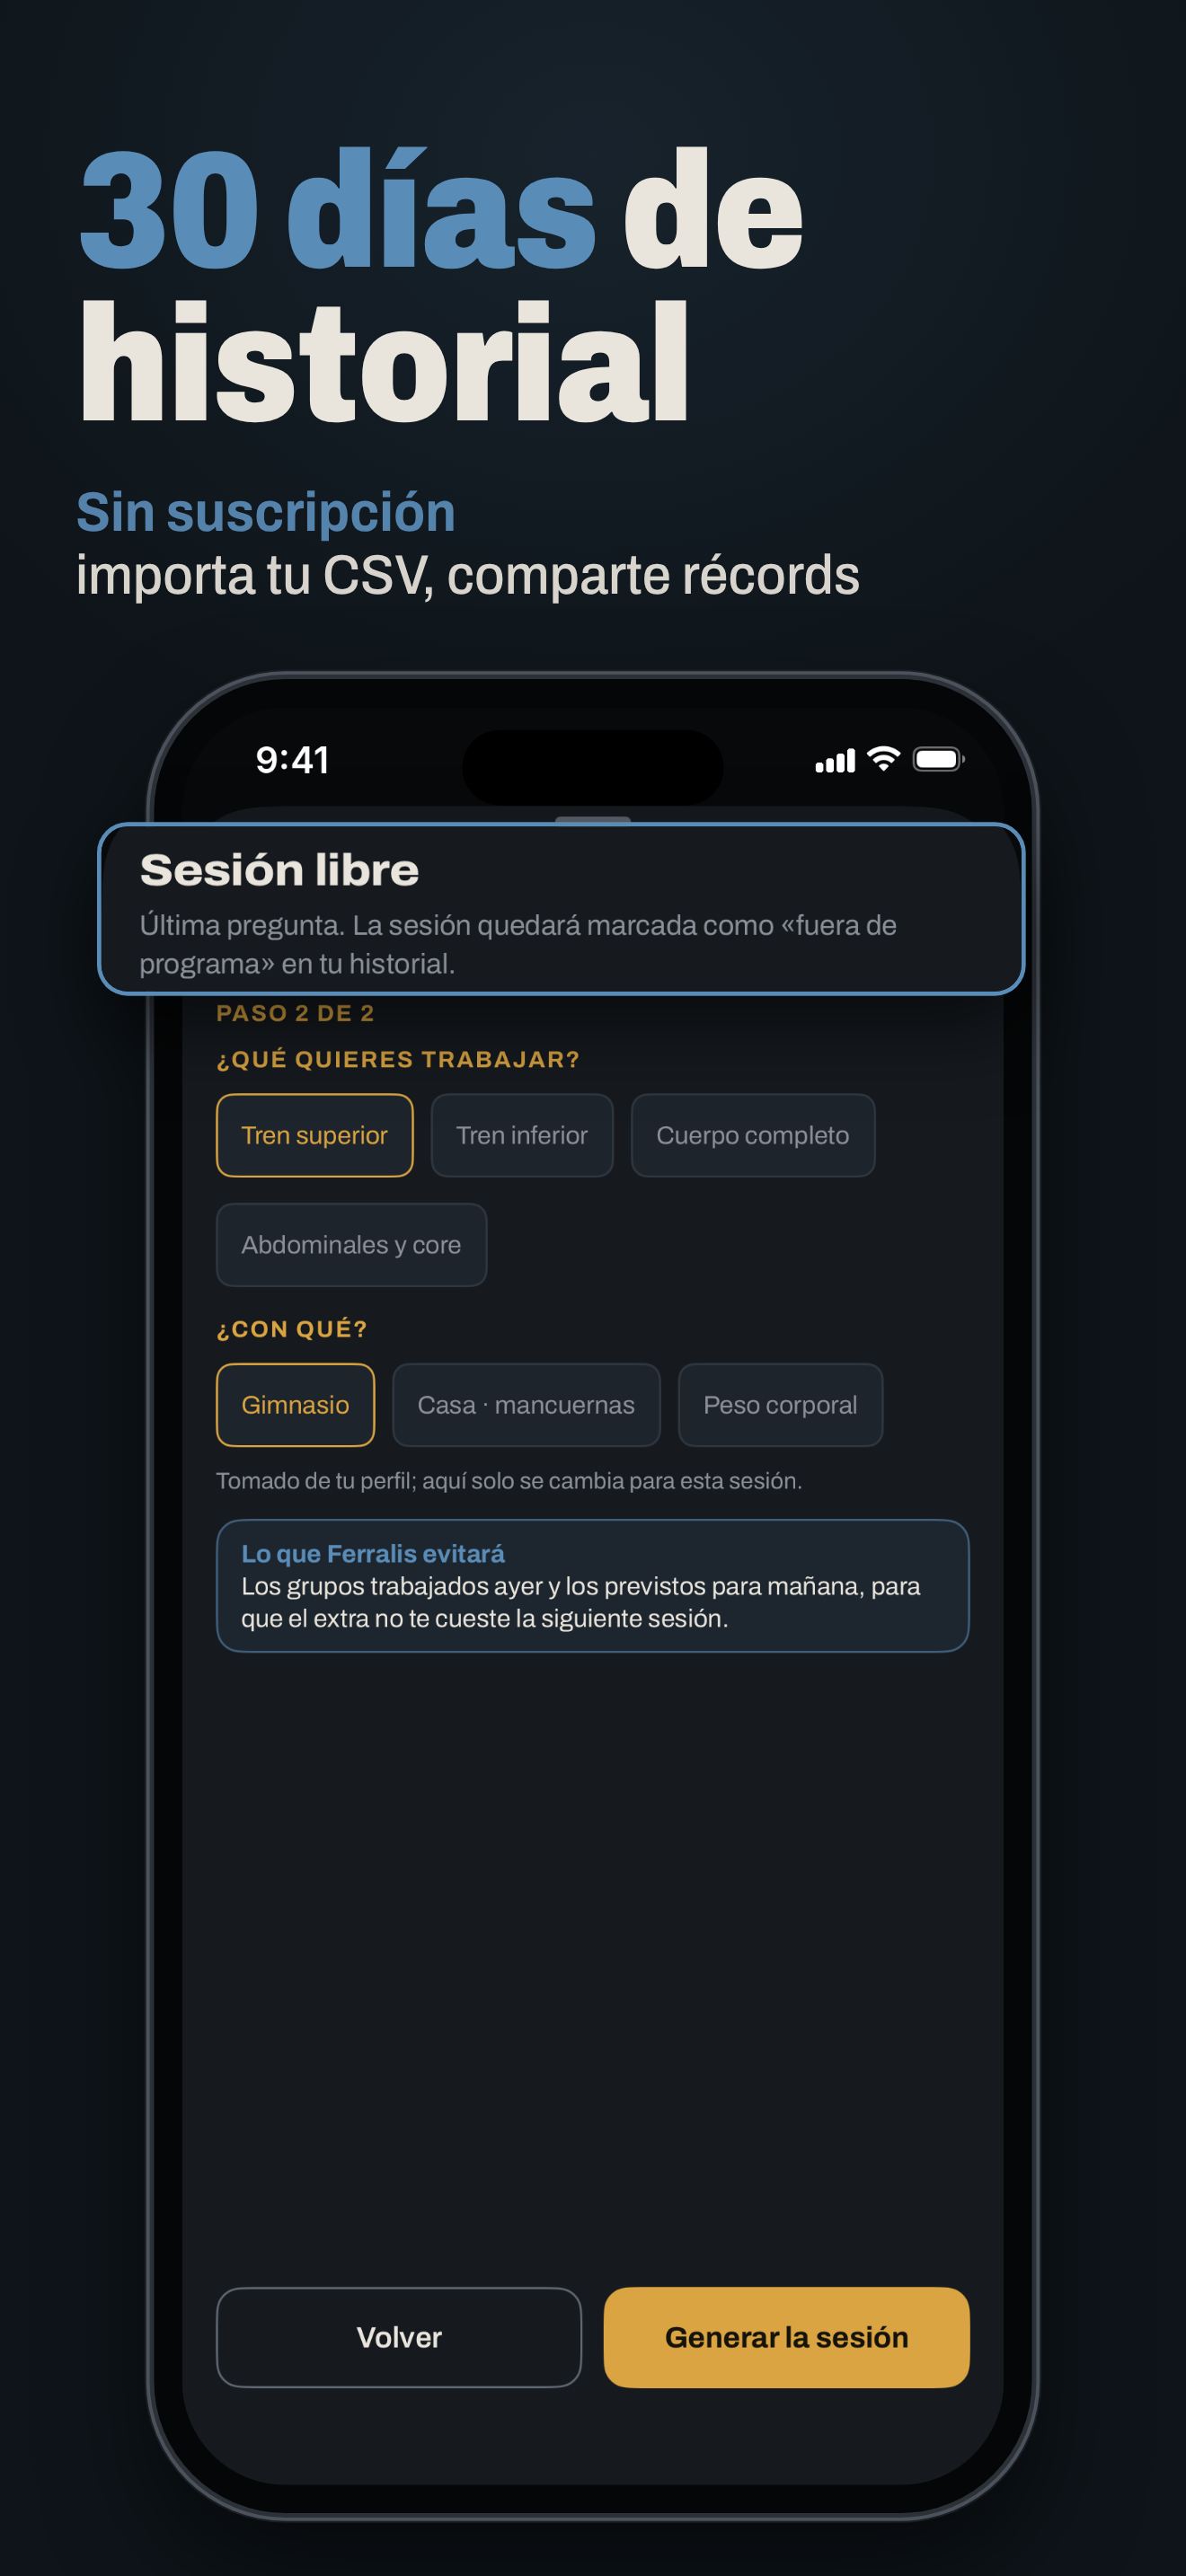 30 días de
historial
Sin suscripción
importa tu CSV, comparte récords
9:41
Sesión libre
Última pregunta. La sesión quedará marcada como «fuera de
programa» en tu historial.
PASO 2 DE 2
¿QUÉ QUIERES TRABAJAR?
Tren superior
Tren inferior
Cuerpo completo
Abdominales y core
¿CON QUÉ?
Gimnasio
Casa · mancuernas
Peso corporal
Tomado de tu perfil; aquí solo se cambia para esta sesión.
Lo que Ferralis evitará
Los grupos trabajados ayer y los previstos para mañana, para
que el extra no te cueste la siguiente sesión.
Volver
Generar la sesión